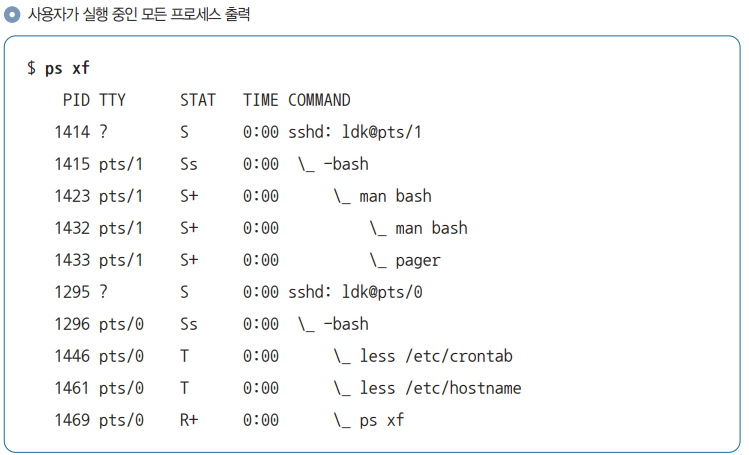 사용자가 실행 중인 모든 프로세스 출력
$ ps xf
PID TTY      STAT   TIME COMMAND
1414 ?        S      0:00 sshd: ldk@pts/1
1415 pts/1    Ss     0:00  \_ -bash
1423 pts/1    S+     0:00      \_ man bash
1432 pts/1    S+     0:00          \_ man bash
1433 pts/1    S+     0:00          \_ pager
1295 ?        S      0:00 sshd: ldk@pts/0
1296 pts/0    Ss     0:00  \_ -bash
1446 pts/0    T      0:00      \_ less /etc/crontab
1461 pts/0    T      0:00      \_ less /etc/hostname
1469 pts/0    R+     0:00      \_ ps xf